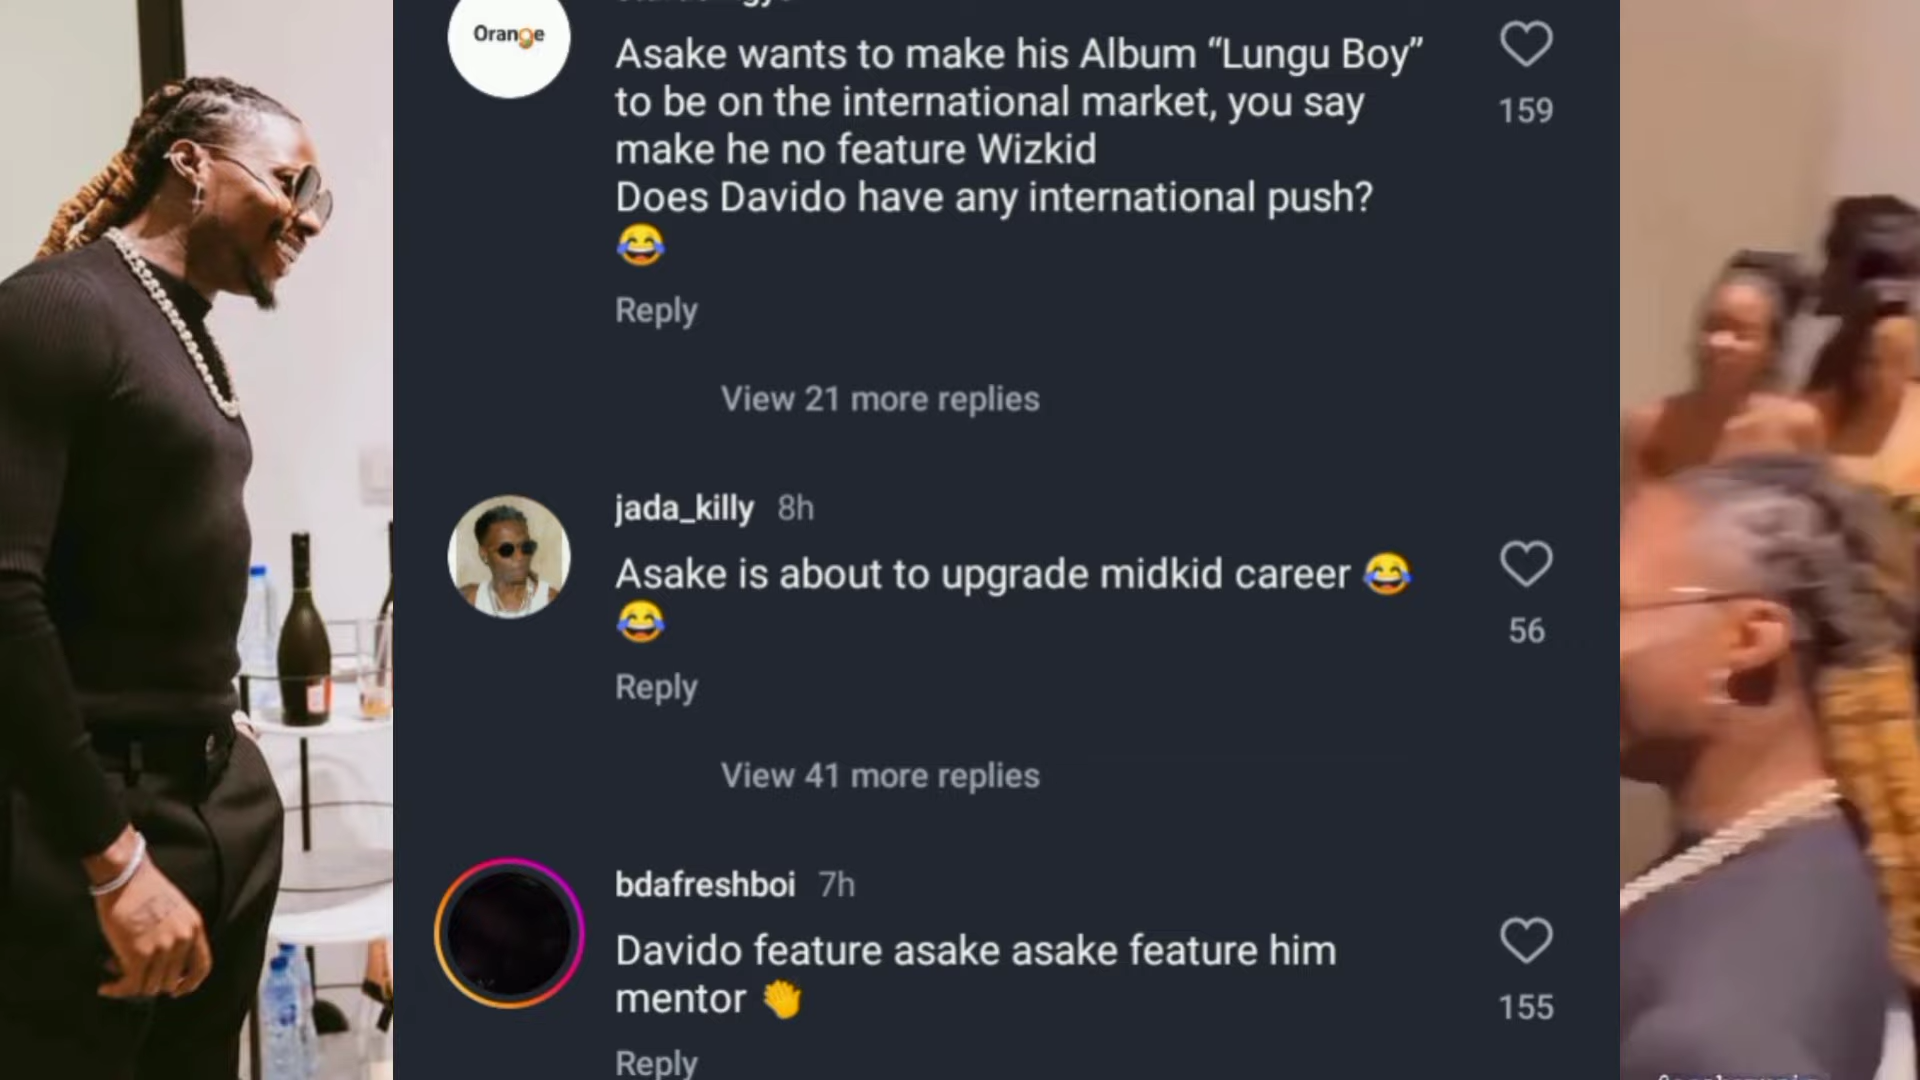 Orange
Asake wants to make his Album “Lungu Boy”
to be on the international market, you say
make he no feature Wizkid
Does Davido have any international push?
😂
159
Reply
View 21 more replies
jada_killy 8h
Asake is about to upgrade midkid career 😂
😂
56
Reply
View 41 more replies
bdafreshboi 7h
Davido feature asake asake feature him
mentor 👏
155
Reply